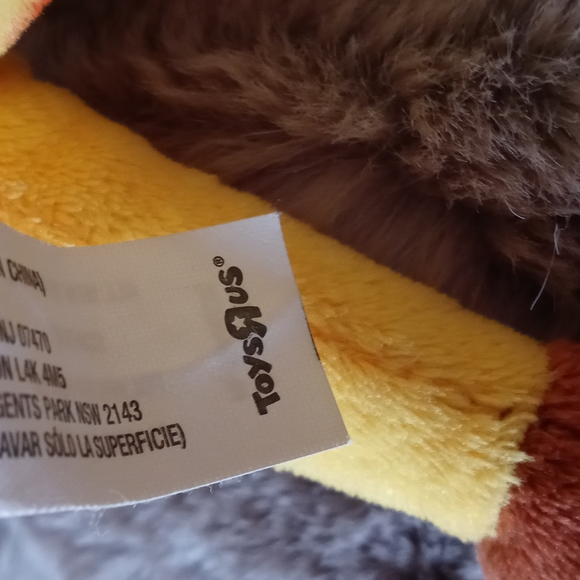 N CHINA)
NJ 07470
ON L4K 4M5
GENTS PARK NSW 2143
AVAR SÓLO LA SUPERFICIE)
TOYSЯUS®